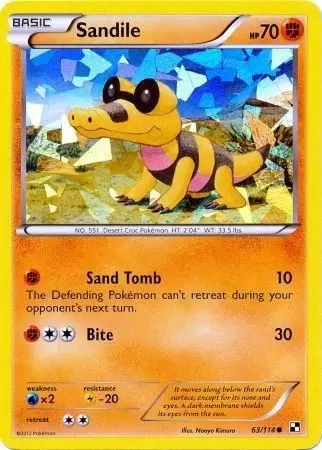 BASIC
Sandile
HP70
NO. 551 Desert Croc Pokémon HT: 2'04" WT: 33.5 lbs.
Sand Tomb 10
The Defending Pokémon can't retreat during your
opponent's next turn.
Bite 30
weakness resistance
×2 -20
retreat
It moves along below the sand's
surface, except for its nose and
eyes. A dark membrane shields
its eyes from the sun.
©2012 Pokémon
Illus. Naoyo Kimura
63/114